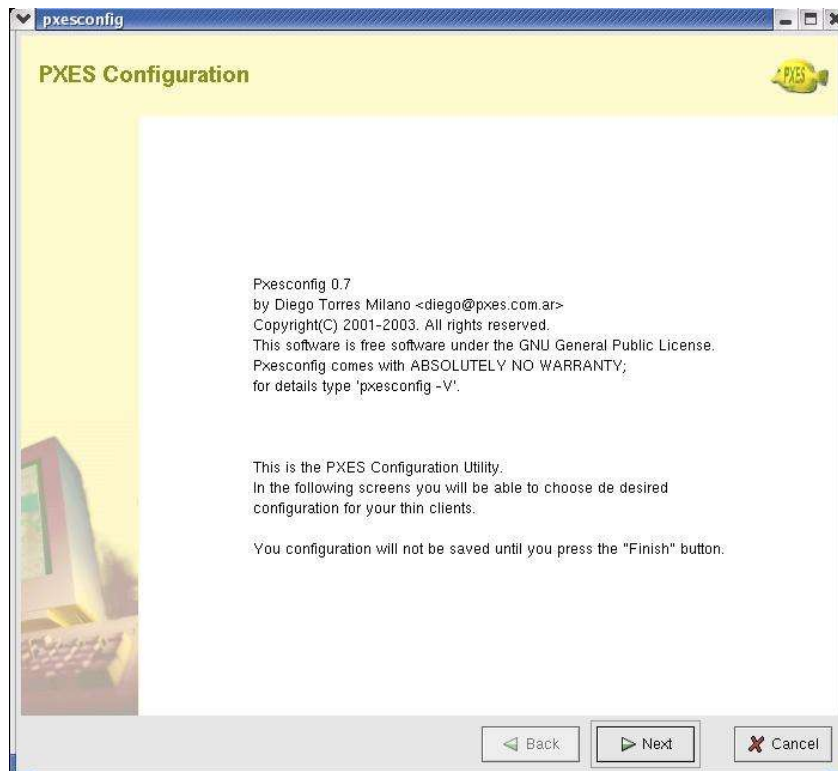 pxesconfig
PXES Configuration
PXES
Pxesconfig 0.7
by Diego Torres Milano <diego@pxes.com.ar>
Copyright(C) 2001-2003. All rights reserved.
This software is free software under the GNU General Public License.
Pxesconfig comes with ABSOLUTELY NO WARRANTY;
for details type 'pxesconfig -V'.
This is the PXES Configuration Utility.
In the following screens you will be able to choose de desired
configuration for your thin clients.
You configuration will not be saved until you press the "Finish" button.
Back
Next
Cancel